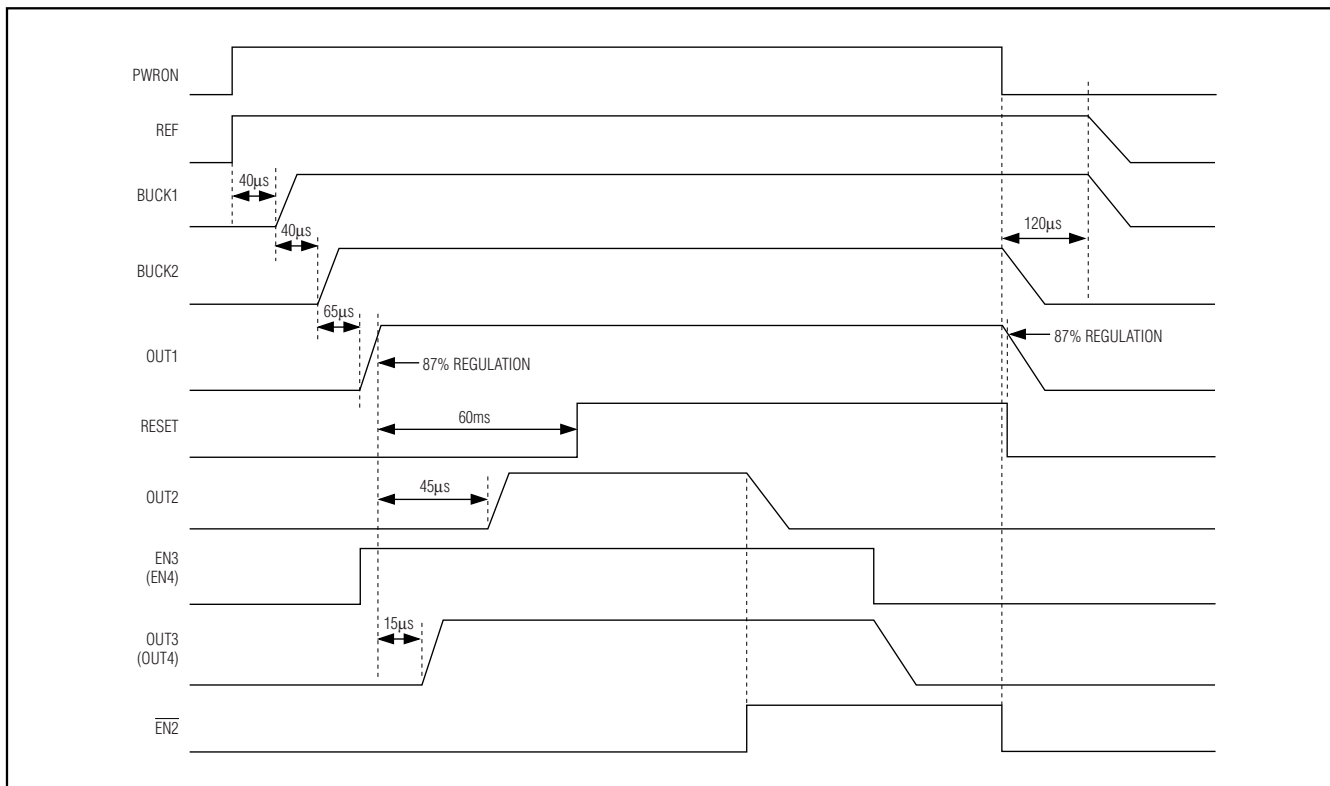 PWRON
REF
40μs
BUCK1
40μs
120μs
BUCK2
65μs
87% REGULATION
OUT1
87% REGULATION
RESET
60ms
45μs
OUT2
EN3
(EN4)
15μs
OUT3
(OUT4)
EN2